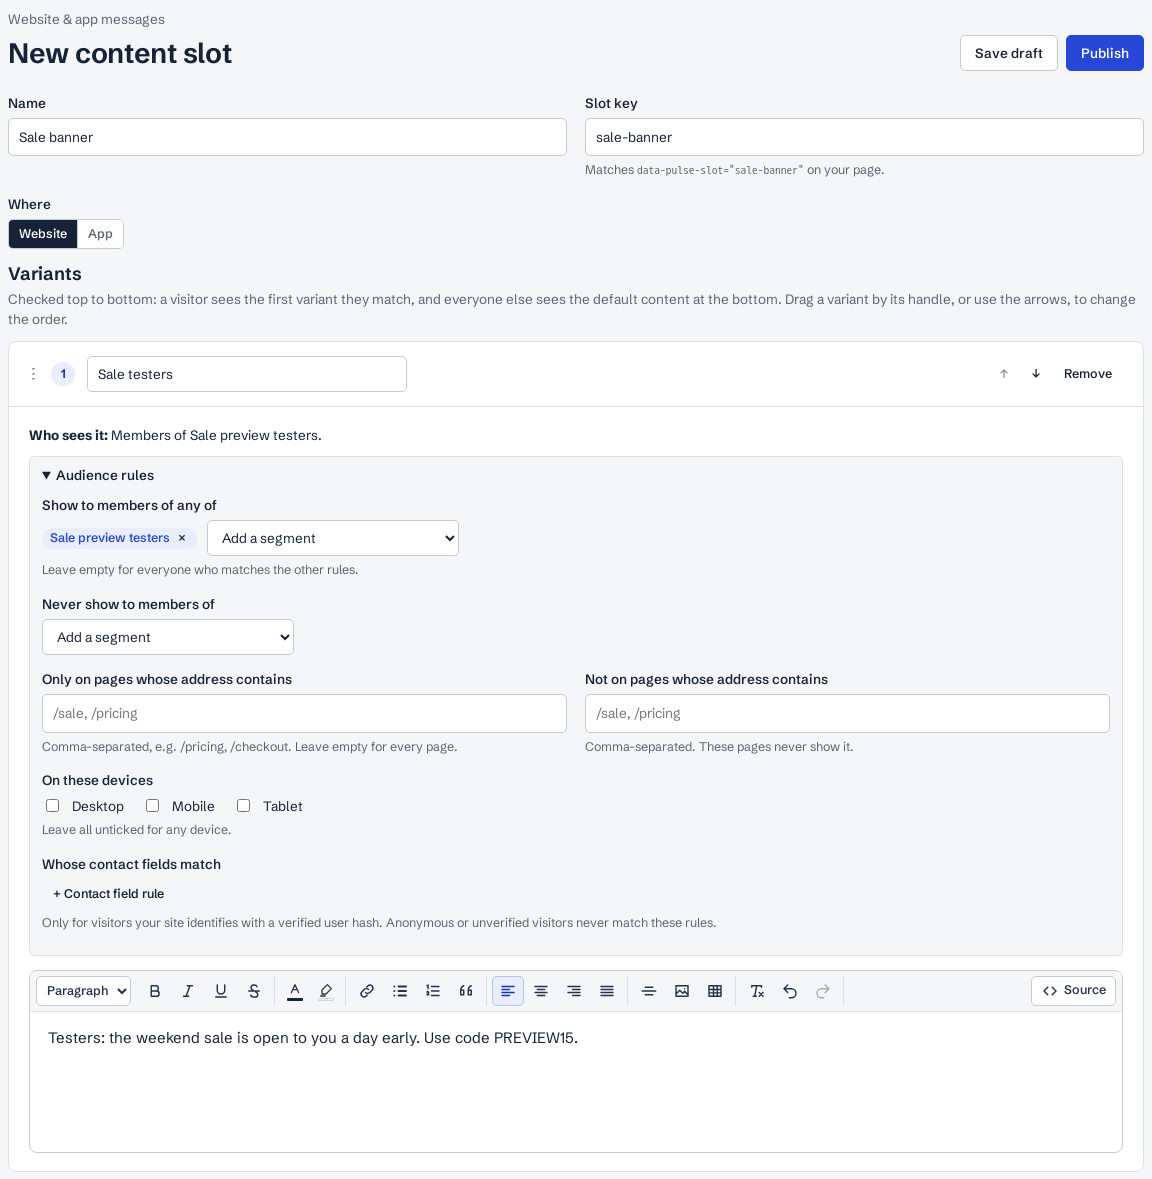 Website & app messages
New content slot
Save draft
Publish
Name
Slot key
Sale banner
sale-banner
Matches data-pulse-slot="sale-banner" on your page.
Where
Website
App
Variants
Checked top to bottom: a visitor sees the first variant they match, and everyone else sees the default content at the bottom. Drag a variant by its handle, or use the arrows, to change
the order.
1
Sale testers
Remove
Who sees it: Members of Sale preview testers.
Audience rules
Show to members of any of
Sale preview testers ×
Add a segment
Leave empty for everyone who matches the other rules.
Never show to members of
Add a segment
Only on pages whose address contains
Not on pages whose address contains
/sale, /pricing
/sale, /pricing
Comma-separated, e.g. /pricing, /checkout. Leave empty for every page.
Comma-separated. These pages never show it.
On these devices
Desktop
Mobile
Tablet
Leave all unticked for any device.
Whose contact fields match
+ Contact field rule
Only for visitors your site identifies with a verified user hash. Anonymous or unverified visitors never match these rules.
Paragraph
Source
Testers: the weekend sale is open to you a day early. Use code PREVIEW15.